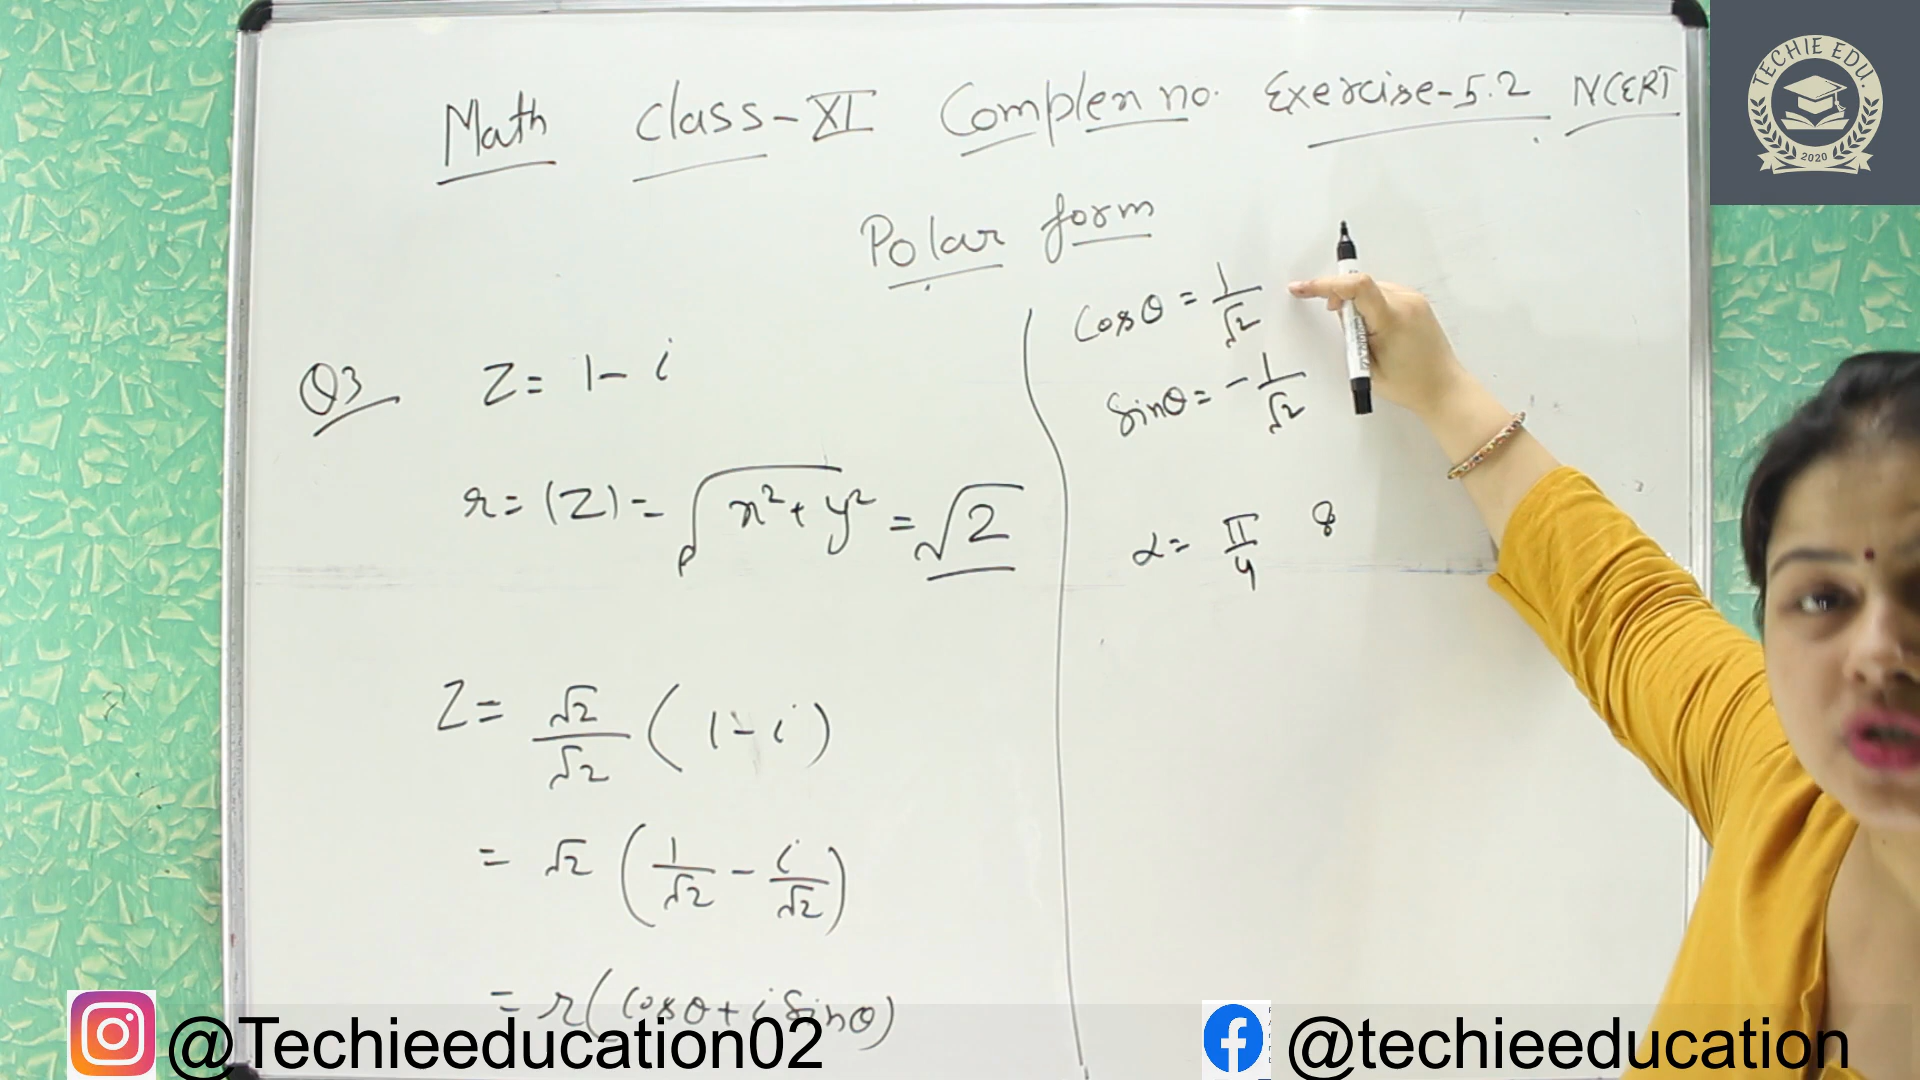 Math class-XI Complex no. Exercise-5.2 NCERT
TECHIE EDU.
2020
Polar form
Q3 Z = 1 - i
r = (Z) = √x²+y² = √2
Z = √2/√2 (1 - i)
= √2 (1/√2 - i/√2)
= r(cosθ + i sinθ)
cosθ = 1/√2
sinθ = -1/√2
α = π/4 8
@Techieeducation02
@techieeducation